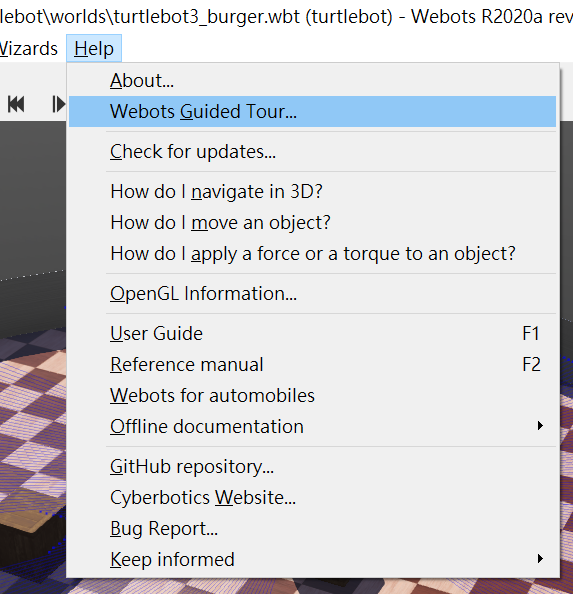 lebot\worlds\turtlebot3_burger.wbt (turtlebot) - Webots R2020a rev
Wizards Help
About...
Webots Guided Tour...
Check for updates...
How do I navigate in 3D?
How do I move an object?
How do I apply a force or a torque to an object?
OpenGL Information...
User Guide F1
Reference manual F2
Webots for automobiles
Offline documentation
GitHub repository...
Cyberbotics Website...
Bug Report...
Keep informed